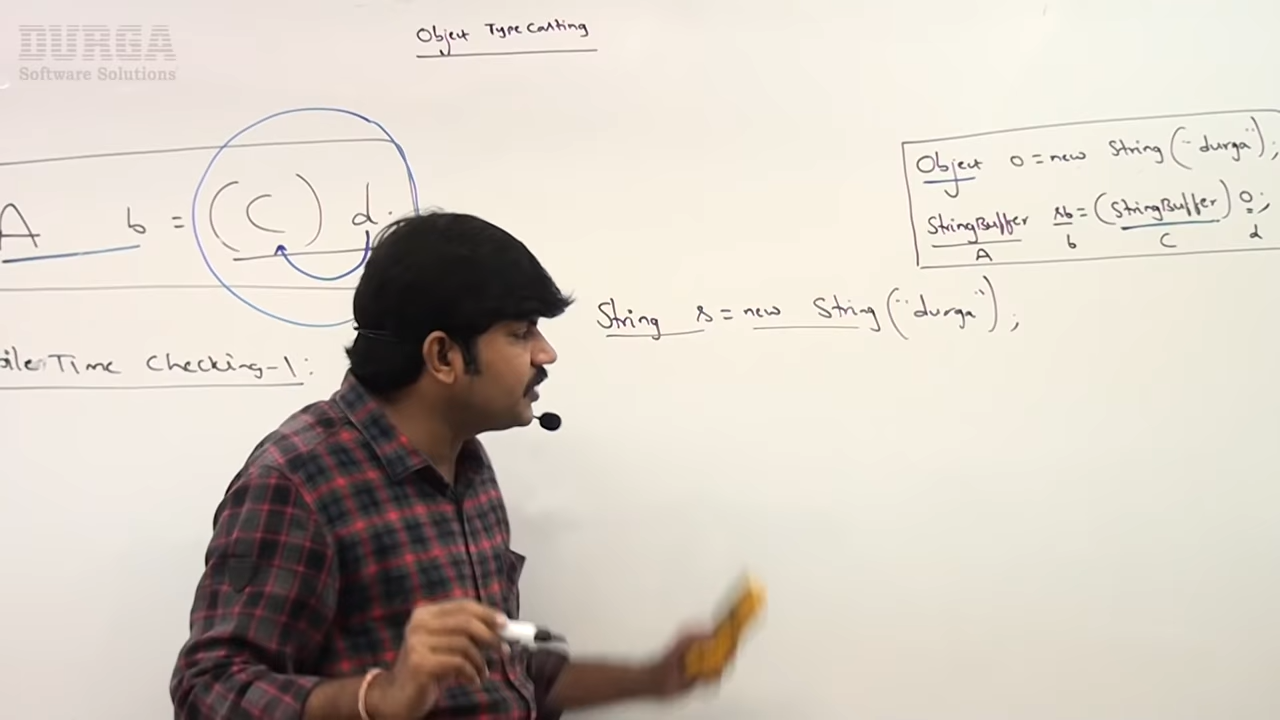 DURGA
Software Solutions
Object Type Casting
A b = (C) d
Time Checking-1:
Object o = new String("durga");
StringBuffer sb = (StringBuffer) o;
A b C d
String s = new String("durga");